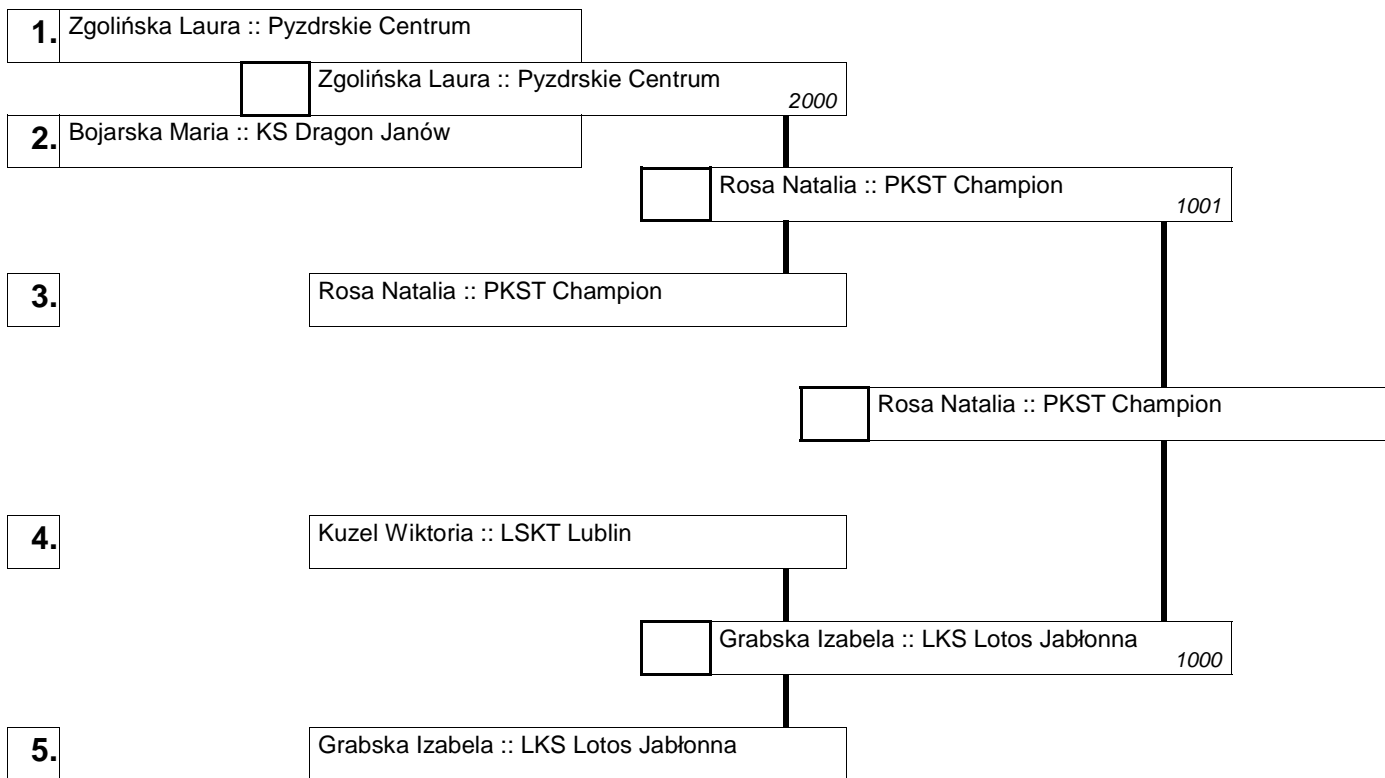 1. Zgolińska Laura :: Pyzdrskie Centrum
Zgolińska Laura :: Pyzdrskie Centrum
2000
2. Bojarska Maria :: KS Dragon Janów
Rosa Natalia :: PKST Champion
1001
3. Rosa Natalia :: PKST Champion
Rosa Natalia :: PKST Champion
4. Kuzel Wiktoria :: LSKT Lublin
Grabska Izabela :: LKS Lotos Jabłonna
1000
5. Grabska Izabela :: LKS Lotos Jabłonna